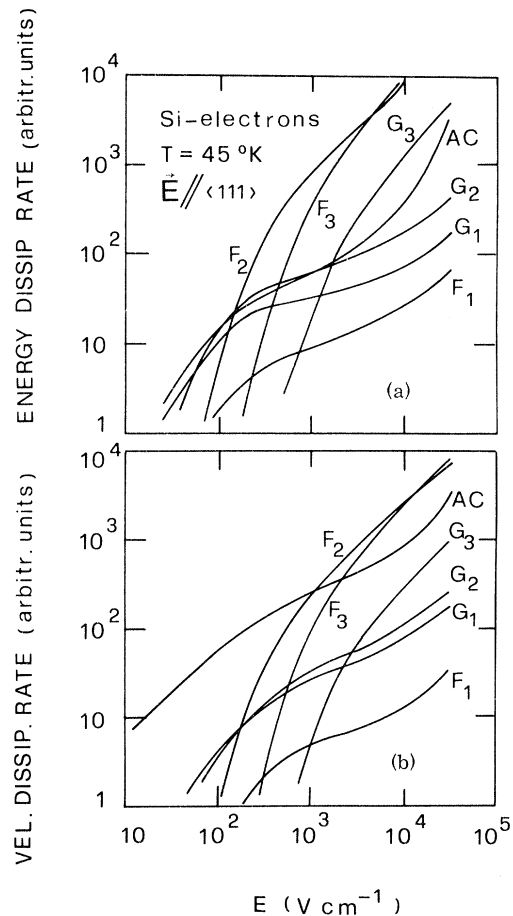 ENERGY DISSIP RATE (arbitr.units)
10⁴
10³
10²
10
1
Si-electrons
T = 45 °K
E⃗ // ⟨111⟩
F₂
F₃
G₃
AC
G₂
G₁
F₁
(a)
VEL. DISSIP. RATE (arbitr. units)
10⁴
10³
10²
10
1
F₂
F₃
AC
G₃
G₂
G₁
F₁
(b)
10 10² 10³ 10⁴ 10⁵
E (V cm⁻¹)